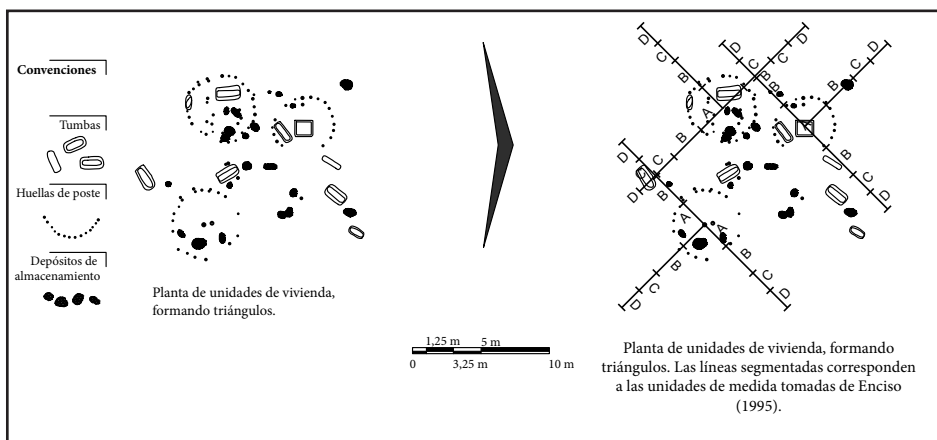 Convenciones
Tumbas
Huellas de poste
Depósitos de
almacenamiento
Planta de unidades de vivienda,
formando triángulos.
1,25 m 5 m
0 3,25 m 10 m
D C B A B C D
D C B B C D
D C B A A B C D
D C B A B C D
Planta de unidades de vivienda, formando
triángulos. Las líneas segmentadas corresponden
a las unidades de medida tomadas de Enciso
(1995).